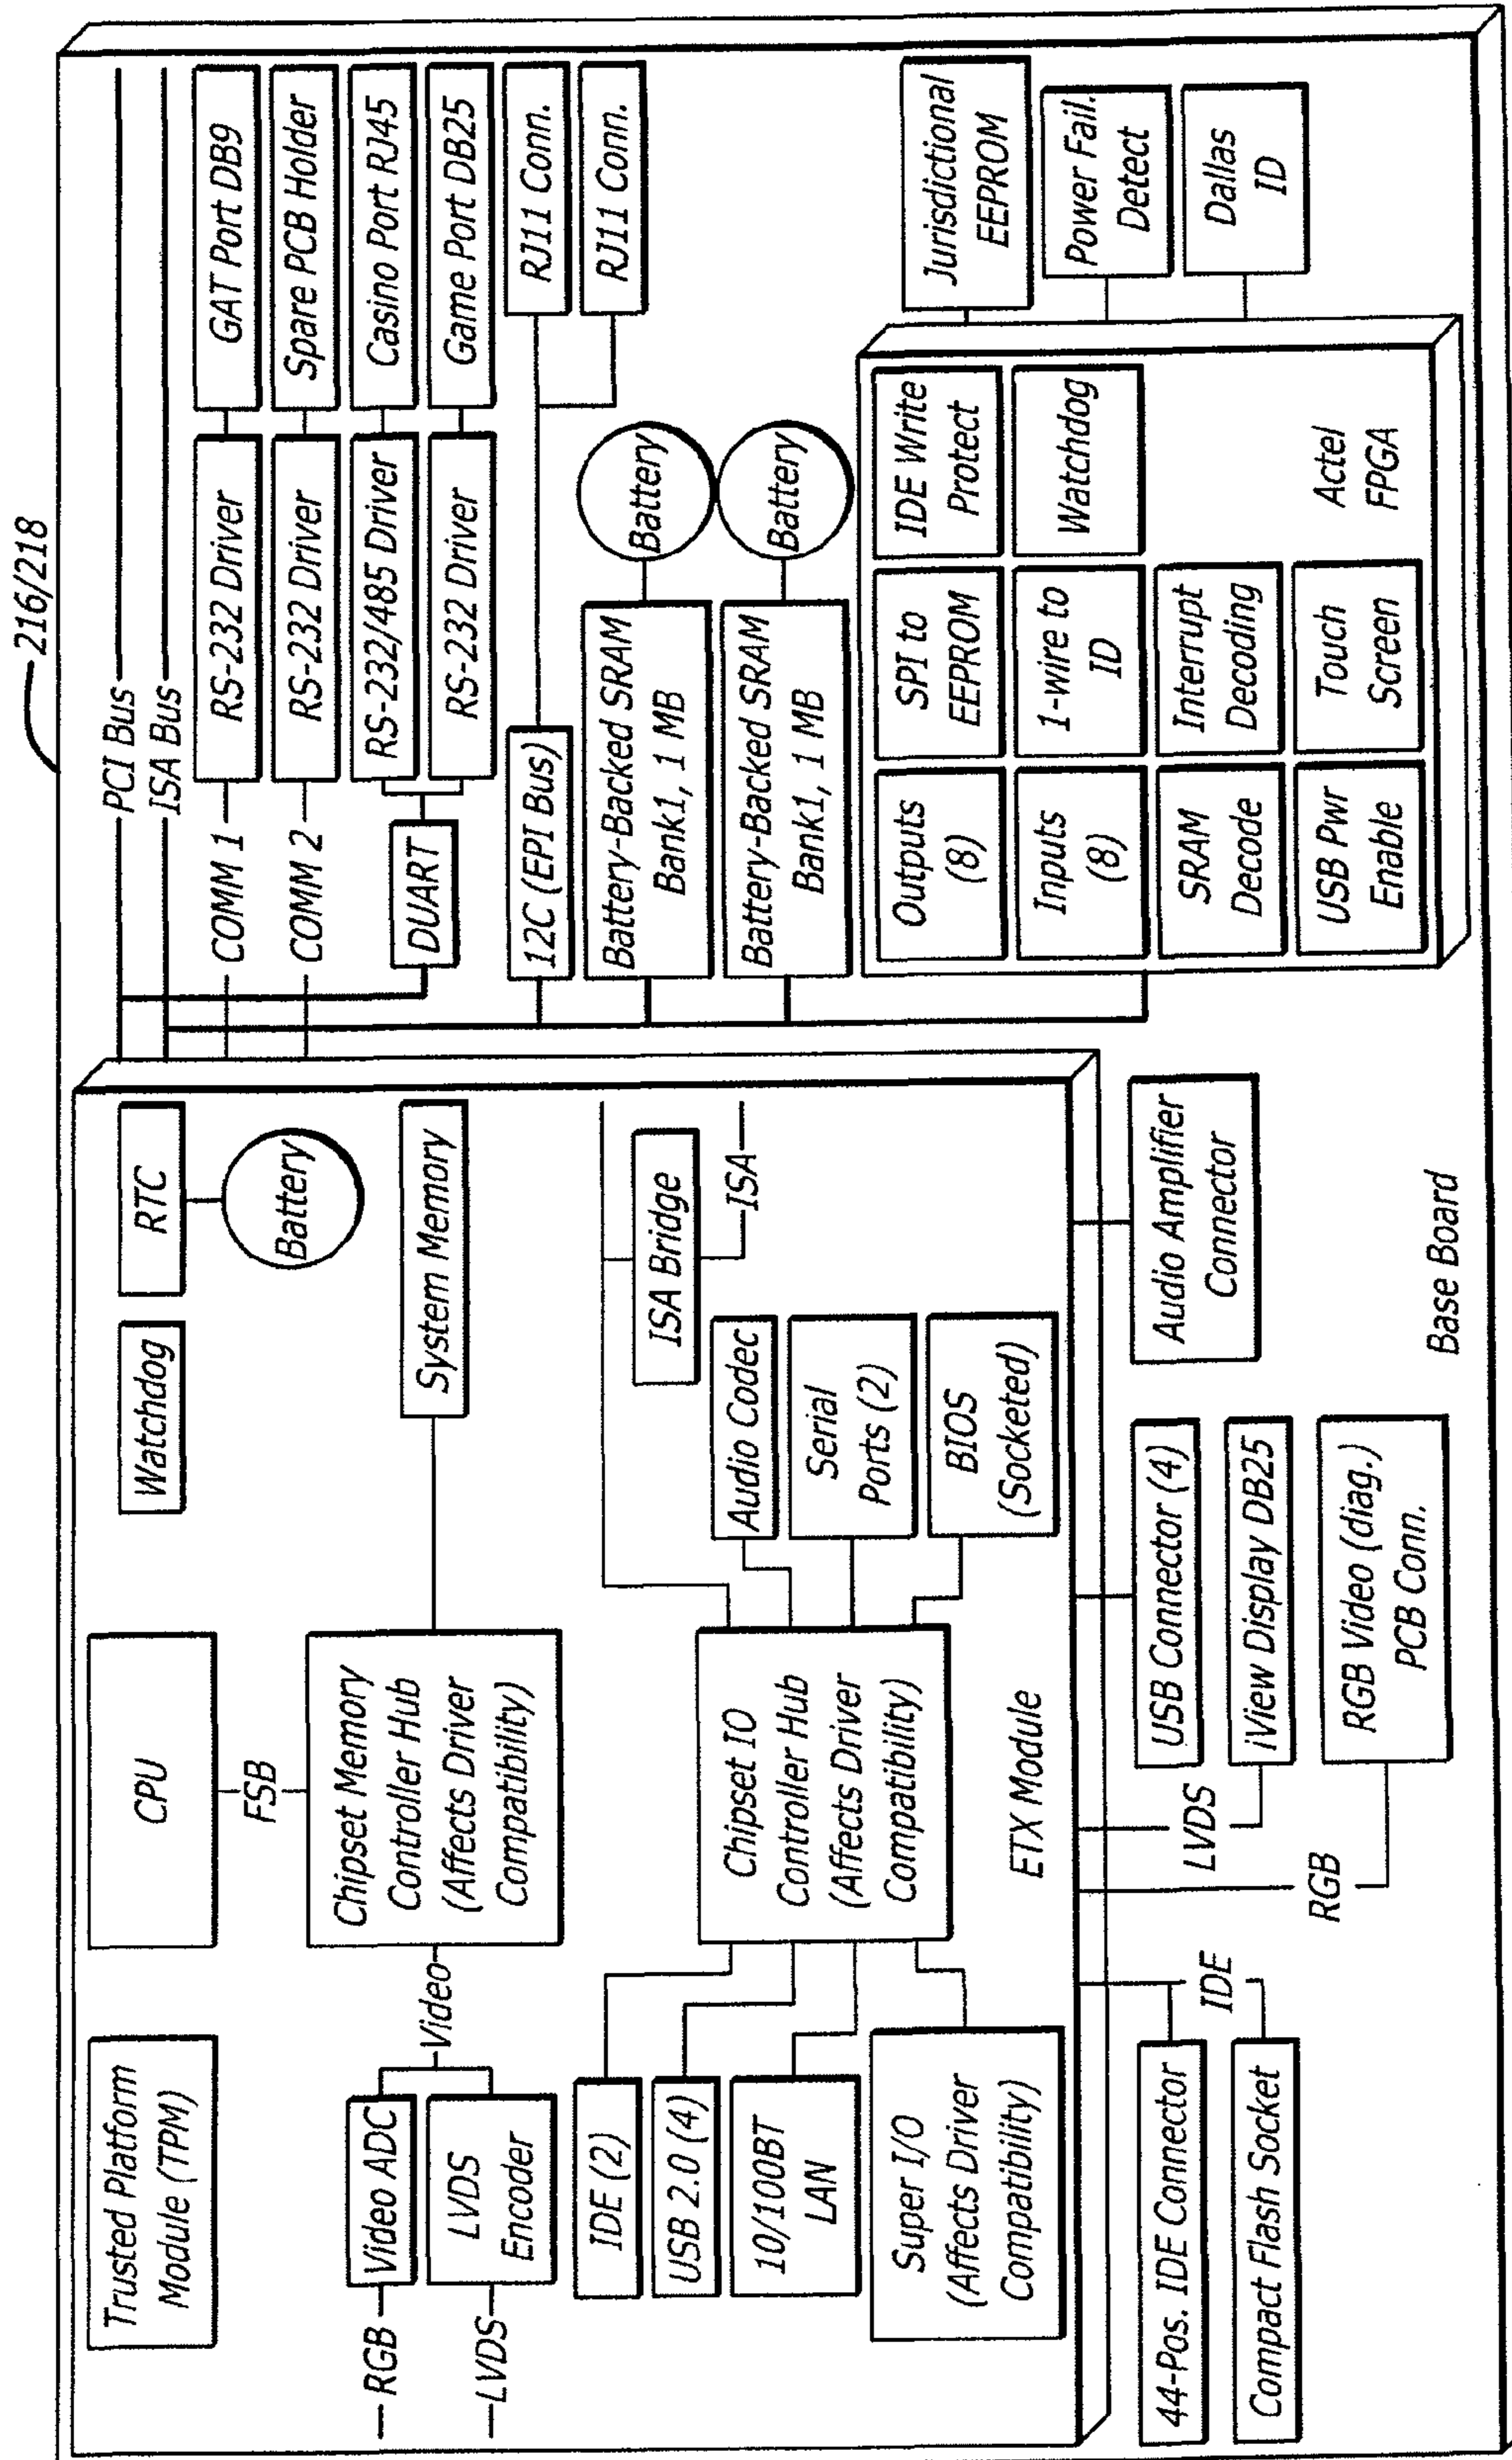 216/218
PCI Bus
ISA Bus
COMM 1
RS-232 Driver
GAT Port DB9
COMM 2
RS-232 Driver
Spare PCB Holder
DUART
RS-232/485 Driver
Casino Port RJ45
RS-232 Driver
Game Port DB25
12C (EPI Bus)
RJ11 Conn.
RJ11 Conn.
Battery-Backed SRAM
Bank1, 1 MB
Battery
Battery-Backed SRAM
Bank1, 1 MB
Battery
Outputs
(8)
SPI to
EEPROM
IDE Write
Protect
Inputs
(8)
1-wire to
ID
Watchdog
SRAM
Decode
Interrupt
Decoding
USB Pwr
Enable
Touch
Screen
Actel
FPGA
Jurisdictional
EEPROM
Power Fail.
Detect
Dallas
ID
Trusted Platform
Module (TPM)
CPU
Watchdog
RTC
Battery
FSB
RGB
Video ADC
LVDS
LVDS
Encoder
Video
Chipset Memory
Controller Hub
(Affects Driver
Compatibility)
System Memory
IDE (2)
USB 2.0 (4)
10/100BT
LAN
Super I/O
(Affects Driver
Compatibility)
Chipset IO
Controller Hub
(Affects Driver
Compatibility)
ISA Bridge
ISA
Audio Codec
Serial
Ports (2)
BIOS
(Socketed)
ETX Module
44-Pos. IDE Connector
Compact Flash Socket
IDE
RGB
LVDS
USB Connector (4)
iView Display DB25
RGB Video (diag.)
PCB Conn.
Audio Amplifier
Connector
Base Board